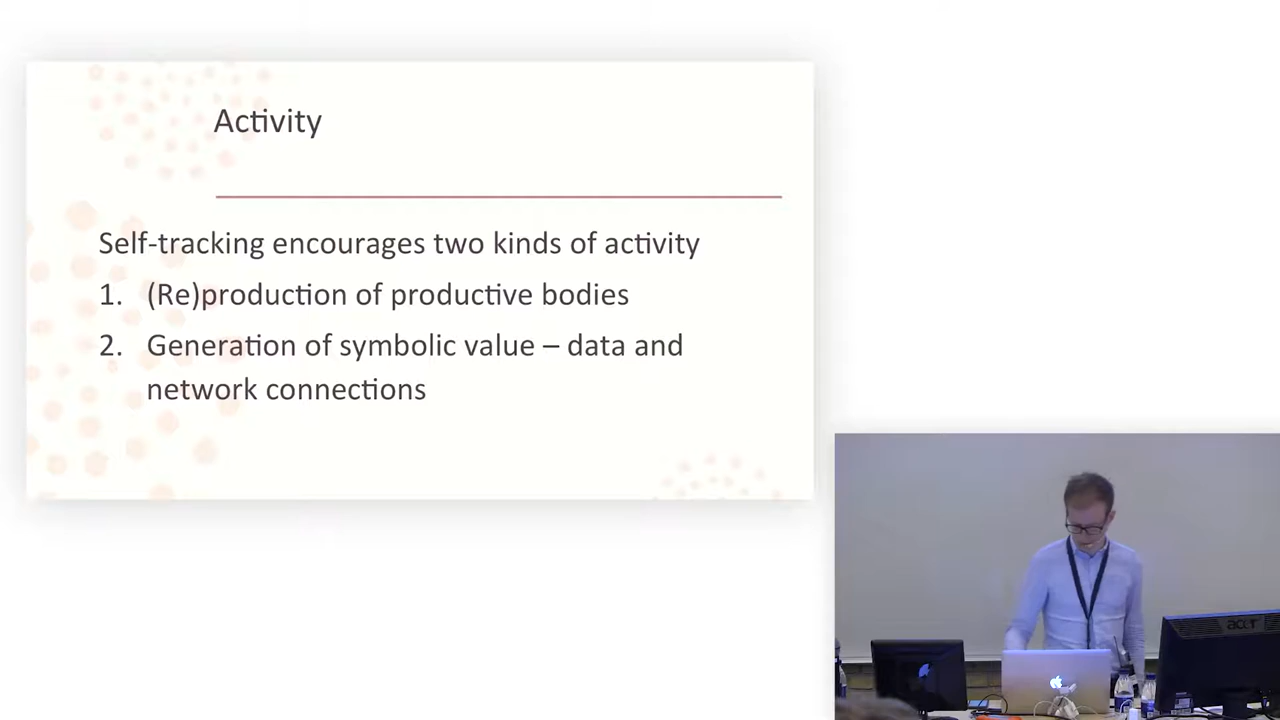 Activity
Self-tracking encourages two kinds of activity
1. (Re)production of productive bodies
2. Generation of symbolic value – data and
network connections
acer